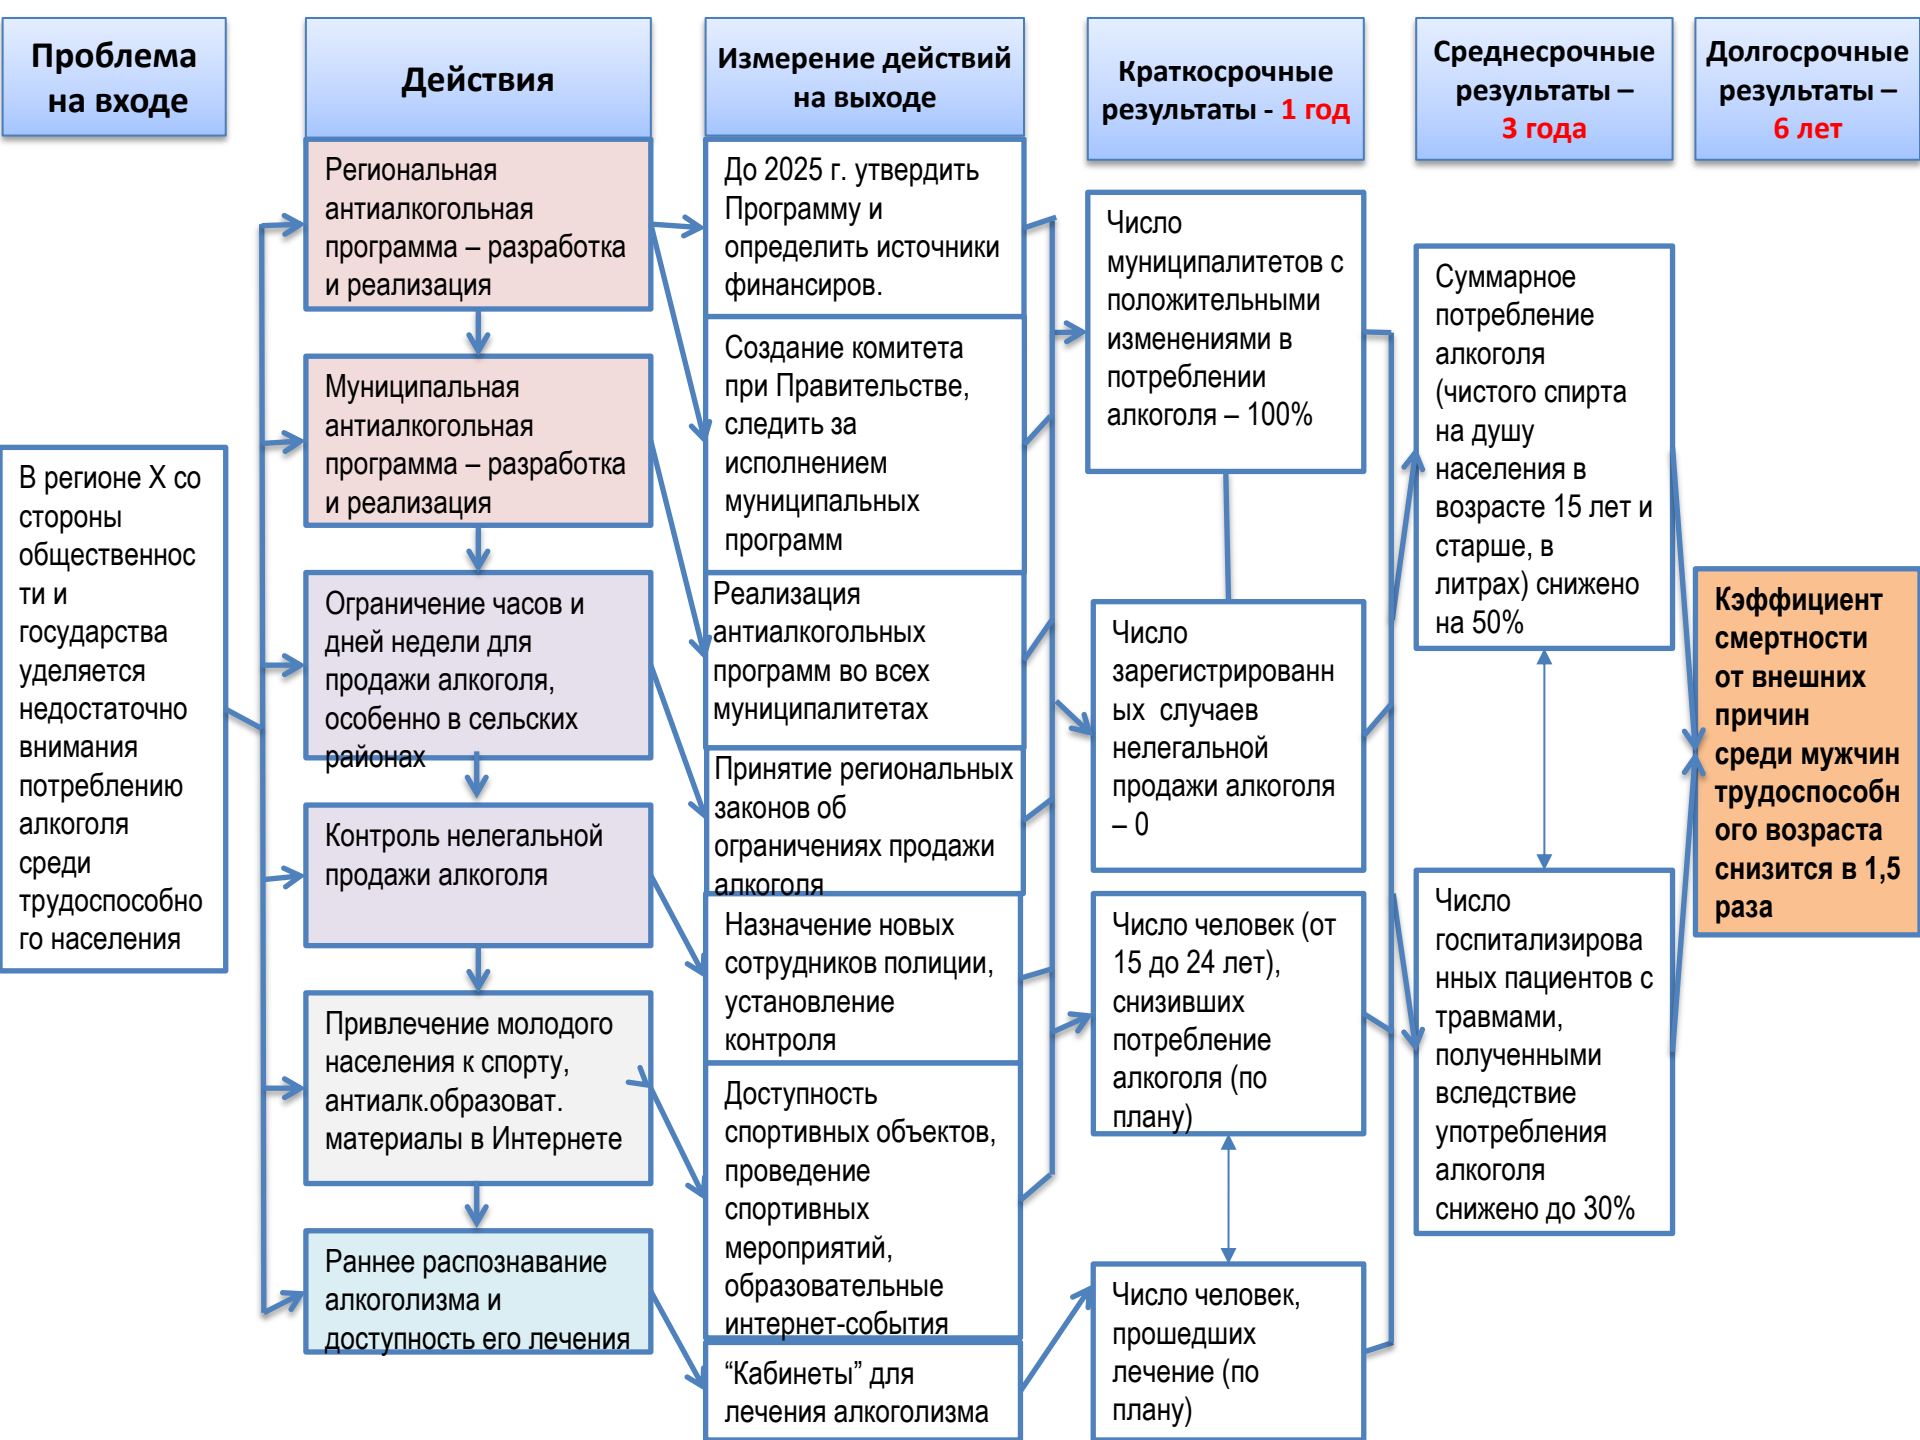 Проблема
на входе
Действия
Измерение действий
на выходе
Краткосрочные
результаты - 1 год
Среднесрочные
результаты –
3 года
Долгосрочные
результаты –
6 лет
В регионе X со
стороны
общественнос
ти и
государства
уделяется
недостаточно
внимания
потреблению
алкоголя
среди
трудоспособно
го населения
Региональная
антиалкогольная
программа – разработка
и реализация
Муниципальная
антиалкогольная
программа – разработка
и реализация
Ограничение часов и
дней недели для
продажи алкоголя,
особенно в сельских
районах
Контроль нелегальной
продажи алкоголя
Привлечение молодого
населения к спорту,
антиалк.образоват.
материалы в Интернете
Раннее распознавание
алкоголизма и
доступность его лечения
До 2025 г. утвердить
Программу и
определить источники
финансиров.
Создание комитета
при Правительстве,
следить за
исполнением
муниципальных
программ
Реализация
антиалкогольных
программ во всех
муниципалитетах
Принятие региональных
законов об
ограничениях продажи
алкоголя
Назначение новых
сотрудников полиции,
установление
контроля
Доступность
спортивных объектов,
проведение
спортивных
мероприятий,
образовательные
интернет-события
“Кабинеты” для
лечения алкоголизма
Число
муниципалитетов с
положительными
изменениями в
потреблении
алкоголя – 100%
Число
зарегистрированн
ых случаев
нелегальной
продажи алкоголя
– 0
Число человек (от
15 до 24 лет),
снизивших
потребление
алкоголя (по
плану)
Число человек,
прошедших
лечение (по
плану)
Суммарное
потребление
алкоголя
(чистого спирта
на душу
населения в
возрасте 15 лет и
старше, в
литрах) снижено
на 50%
Число
госпитализирова
нных пациентов с
травмами,
полученными
вследствие
употребления
алкоголя
снижено до 30%
Кэффициент
смертности
от внешних
причин
среди мужчин
трудоспособн
ого возраста
снизится в 1,5
раза